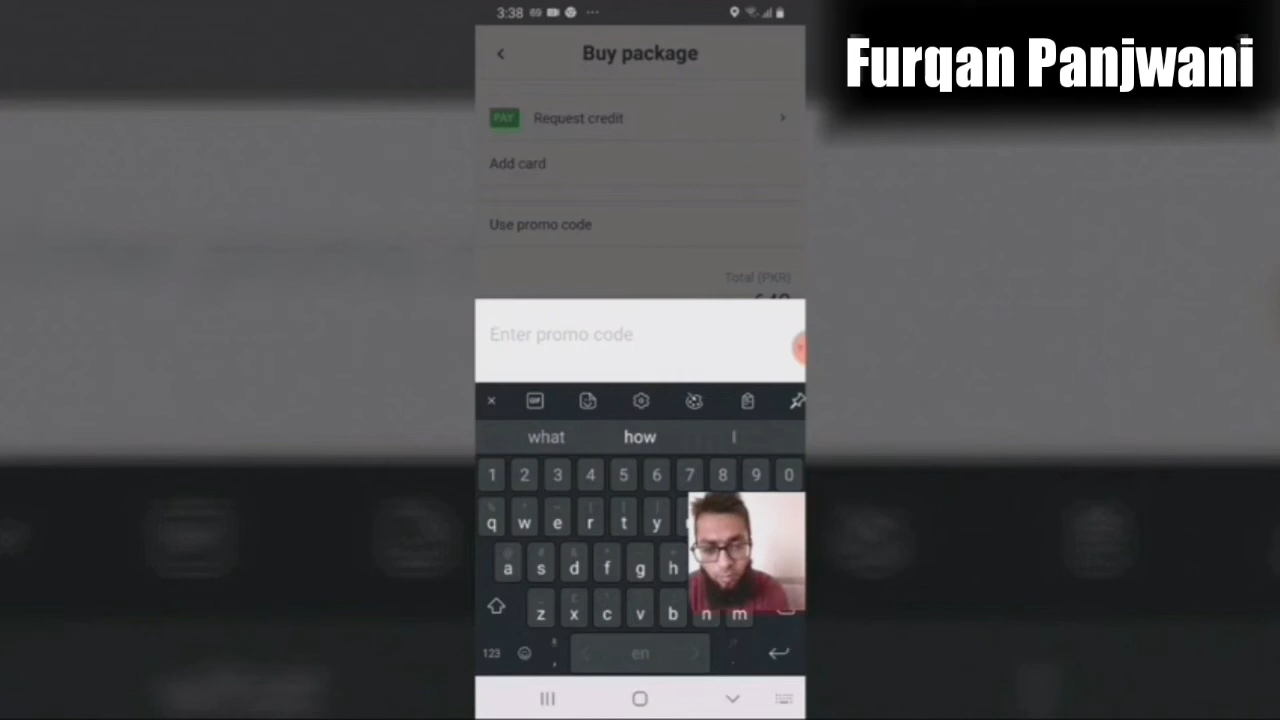 3:38
Furqan Panjwani
Buy package
PAY Request credit
Add card
Use promo code
Total (PKR)
Enter promo code
GIF
what how I
1 2 3 4 5 6 7 8 9 0
q w e r t y
a s d f g h
z x c v b n m
123 , en .